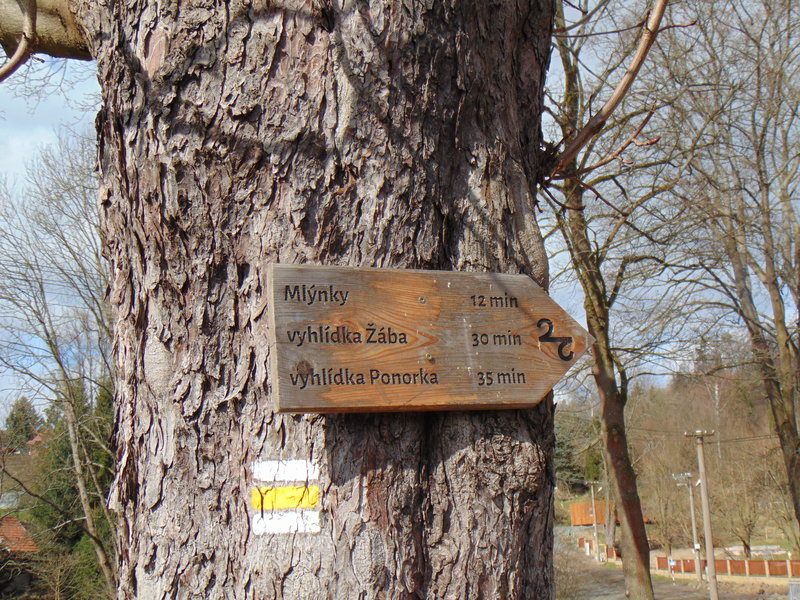 Mlýnky 12 min
vyhlídka Žába 30 min
vyhlídka Ponorka 35 min